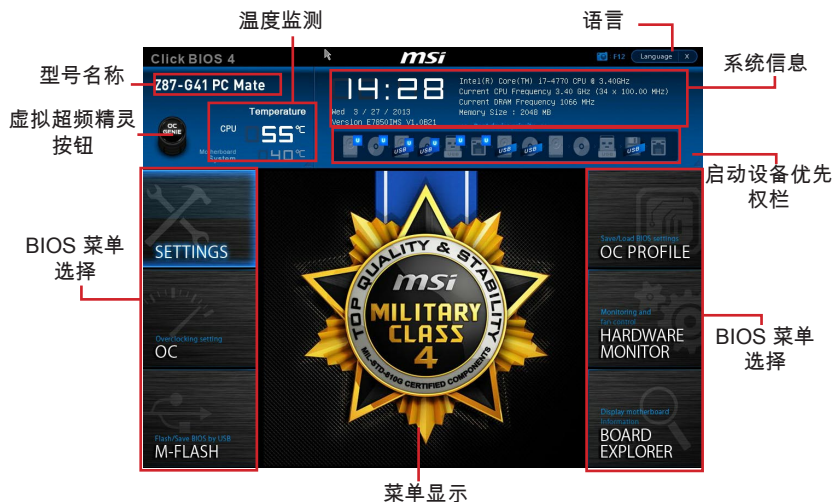 温度监测
语言
Click BIOS 4
msi
: F12
Language
X
型号名称
Z87-G41 PC Mate
14:28
Wed 3 / 27 / 2013
Version E7850IMS V1.0B21
Intel(R) Core(TM) i7-4770 CPU @ 3.40GHz
Current CPU Frequency 3.40 GHz (34 x 100.00 MHz)
Current DRAM Frequency 1066 MHz
Memory Size : 2048 MB
系统信息
虚拟超频精灵
按钮
OC
GENIE
Temperature
CPU
55°C
Motherboard
System
40°C
U
U
USB
U
USB
U
U
U
USB
USB
USB
启动设备优先
权栏
BIOS 菜单
选择
SETTINGS
Overclocking setting
OC
Flash/Save BIOS by USB
M-FLASH
TOP QUALITY & STABILITY
msi
MILITARY
CLASS
4
MIL-STD-810G CERTIFIED COMPONENTS
Save/Load BIOS settings
OC PROFILE
Monitoring and
fan control
HARDWARE
MONITOR
Display motherboard
Information
BOARD
EXPLORER
BIOS 菜单
选择
菜单显示